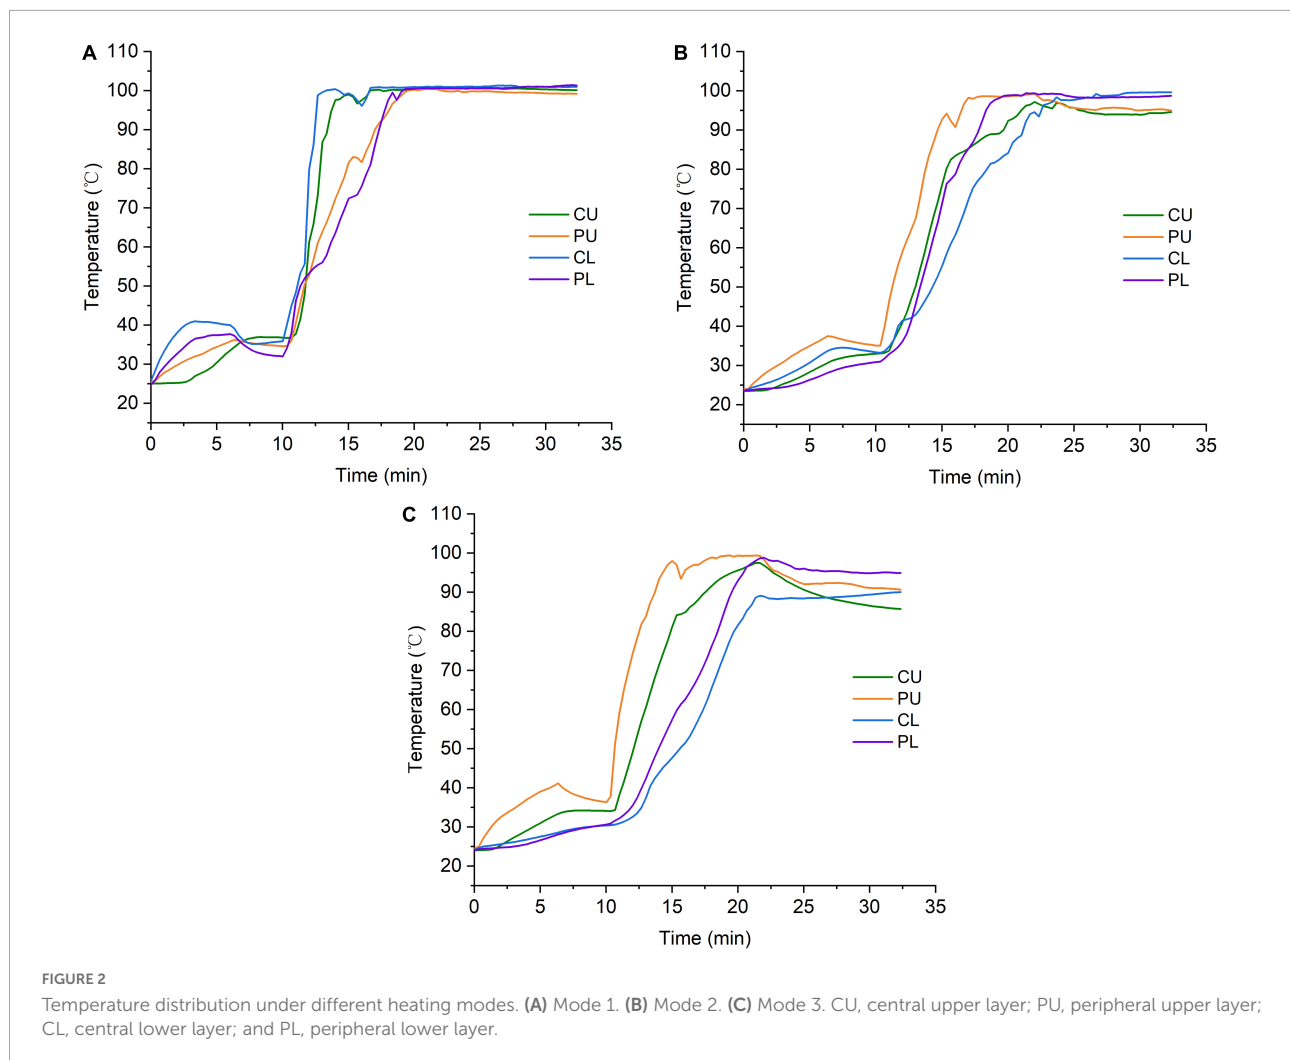 A
110
100
90
80
70
60
50
40
30
20
Temperature (℃)
0 5 10 15 20 25 30 35
Time (min)
CU
PU
CL
PL
B
110
100
90
80
70
60
50
40
30
20
Temperature (℃)
0 5 10 15 20 25 30 35
Time (min)
CU
PU
CL
PL
C
110
100
90
80
70
60
50
40
30
20
Temperature (℃)
0 5 10 15 20 25 30 35
Time (min)
CU
PU
CL
PL
FIGURE 2
Temperature distribution under different heating modes. (A) Mode 1. (B) Mode 2. (C) Mode 3. CU, central upper layer; PU, peripheral upper layer;
CL, central lower layer; and PL, peripheral lower layer.